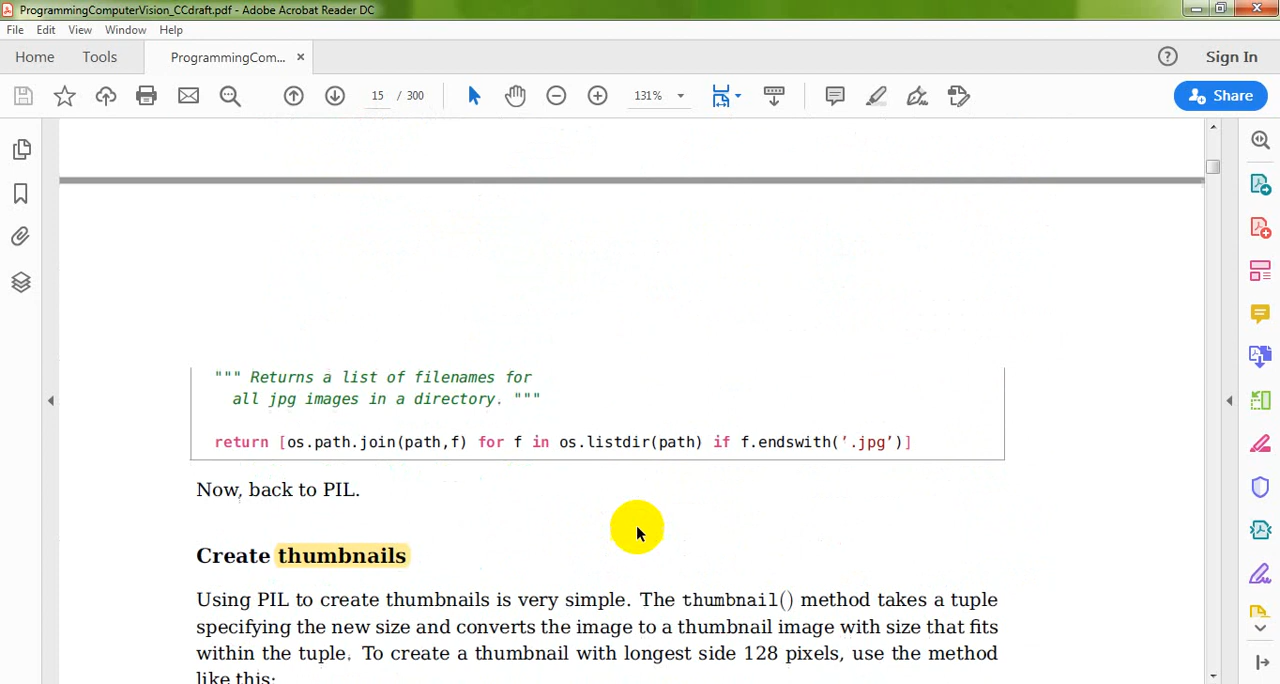 ProgrammingComputerVision_CCdraft.pdf - Adobe Acrobat Reader DC
File Edit View Window Help
Home Tools ProgrammingCom... × ? Sign In
15 / 300 131% Share
""" Returns a list of filenames for
all jpg images in a directory. """
return [os.path.join(path,f) for f in os.listdir(path) if f.endswith(’.jpg’)]
Now, back to PIL.
Create thumbnails
Using PIL to create thumbnails is very simple. The thumbnail() method takes a tuple
specifying the new size and converts the image to a thumbnail image with size that fits
within the tuple. To create a thumbnail with longest side 128 pixels, use the method
like this: